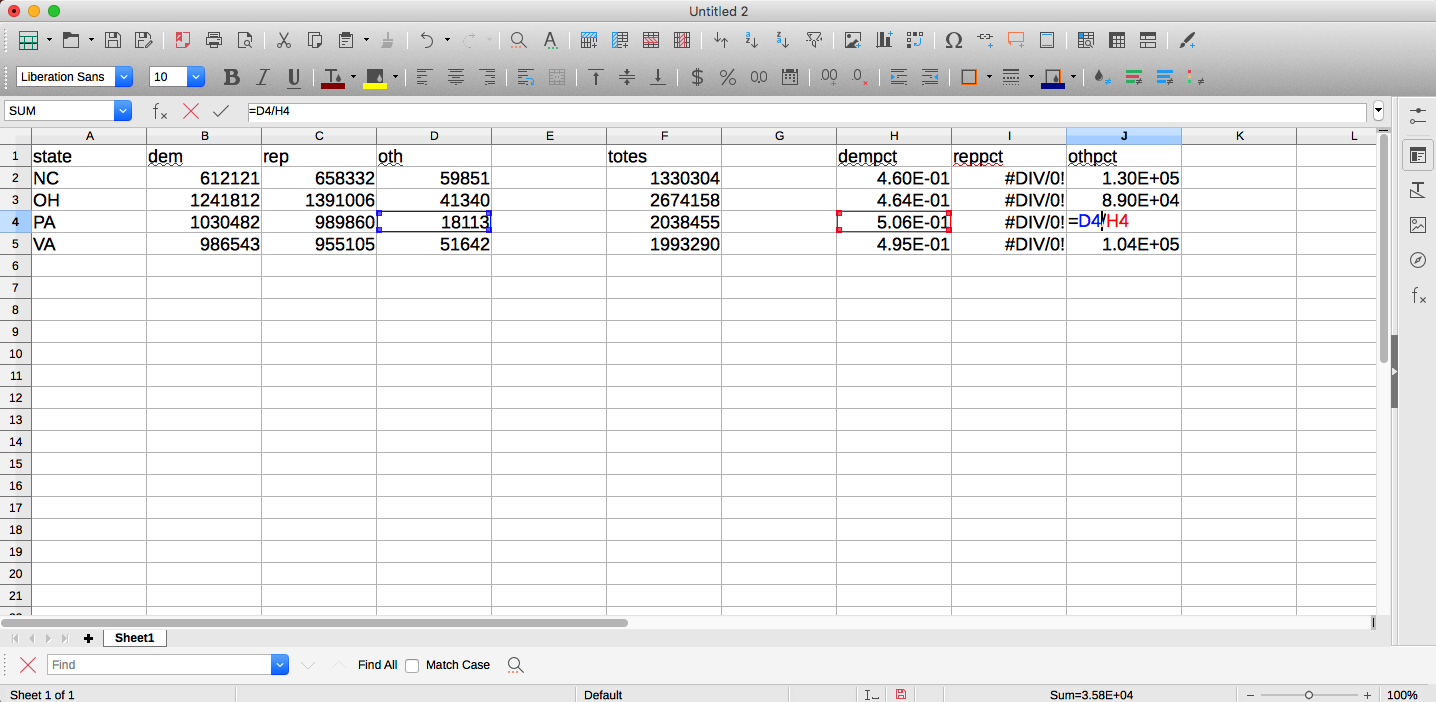 Untitled 2
Liberation Sans 10
SUM =D4/H4
A B C D E F G H I J K L
1 state dem rep oth totes dempct reppct othpct
2 NC 612121 658332 59851 1330304 4.60E-01 #DIV/0! 1.30E+05
3 OH 1241812 1391006 41340 2674158 4.64E-01 #DIV/0! 8.90E+04
4 PA 1030482 989860 18113 2038455 5.06E-01 #DIV/0! =D4/H4
5 VA 986543 955105 51642 1993290 4.95E-01 #DIV/0! 1.04E+05
6
7
8
9
10
11
12
13
14
15
16
17
18
19
20
21
Sheet1
Find Find All Match Case
Sheet 1 of 1 Default Sum=3.58E+04 100%